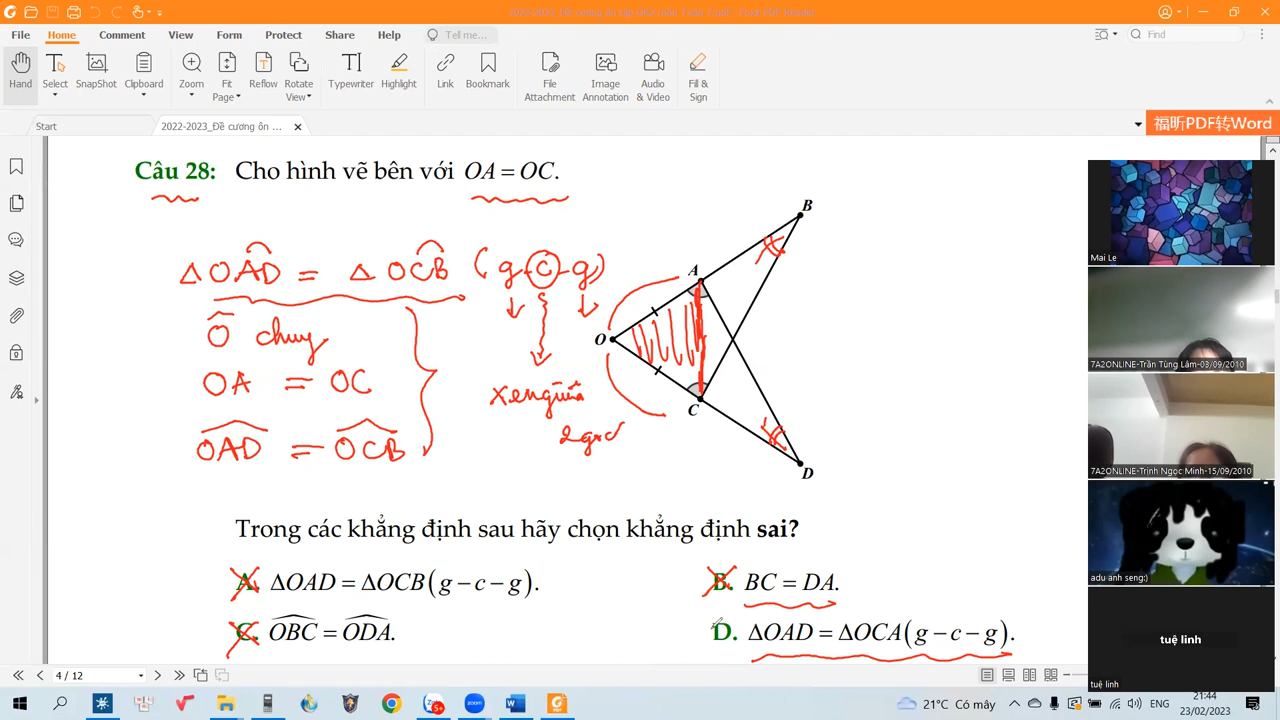 File Home Comment View Form Protect Share Help Tell me... Find
Hand Select SnapShot Clipboard Zoom Fit Page Reflow Rotate View Typewriter Highlight Link Bookmark File Attachment Image Annotation Audio & Video Fill & Sign
Start 2022-2023_Đề cương ôn ... 福昕PDF转Word
Câu 28: Cho hình vẽ bên với OA = OC.
Δ OAD = Δ OCB (g - c - g)
O chung
OA = OC
OAD = OCB
xen giữa
2 góc
B
A
O
C
D
Trong các khẳng định sau hãy chọn khẳng định sai?
A. ΔOAD = ΔOCB (g − c − g). B. BC = DA.
C. OBC = ODA. D. ΔOAD = ΔOCA (g − c − g).
Mai Le
7A2ONLINE-Trần Tùng Lâm-03/09/2010
7A2ONLINE-Trịnh Ngọc Minh-15/09/2010
adu anh seng:)
tuệ linh
tuệ linh
4 / 12
5+ zoom 21°C Có mây ENG 21:44
23/02/2023